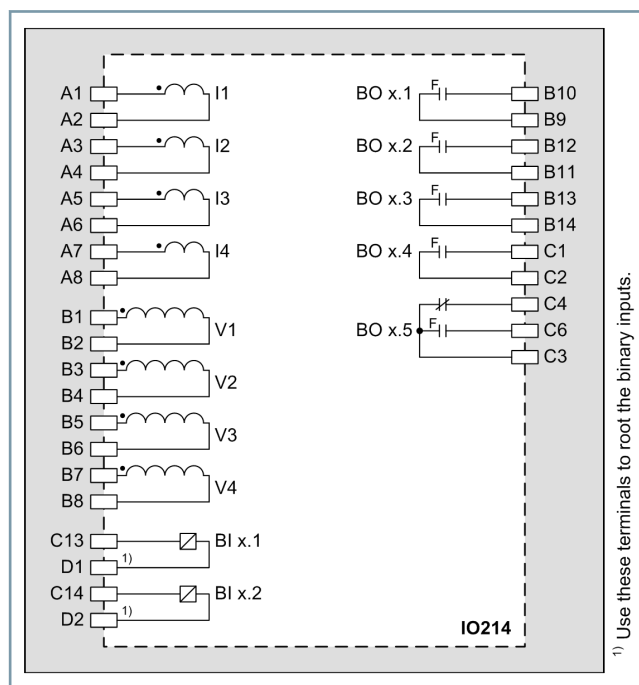 A1 I1 BO x.1 F B10
A2 B9
A3 I2 BO x.2 F B12
A4 B11
A5 I3 BO x.3 F B13
A6 B14
A7 I4 BO x.4 F C1
A8 C2
C4
B1 V1 BO x.5 F C6
B2 C3
B3 V2
B4
B5 V3
B6
B7 V4
B8
C13 BI x.1
D1 1)
C14 BI x.2
D2 1)
IO214
1) Use these terminals to root the binary inputs.